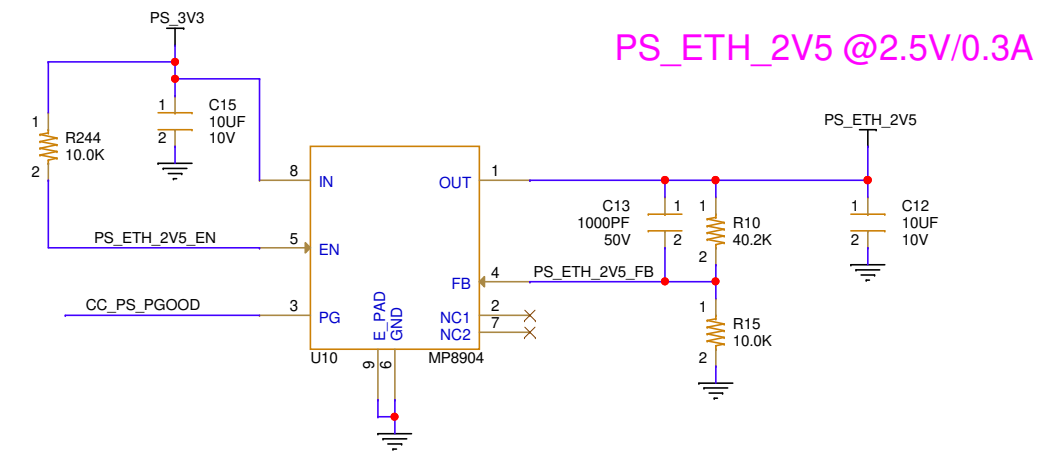 PS_3V3
PS_ETH_2V5 @2.5V/0.3A
1
R244
10.0K
2
1
C15
10UF
10V
2
PS_ETH_2V5
8
IN
OUT
1
C13
1000PF
50V
1
2
1
R10
40.2K
2
1
C12
10UF
10V
2
PS_ETH_2V5_EN
5
EN
FB
4
PS_ETH_2V5_FB
CC_PS_PGOOD
3
PG
NC1
2
NC2
7
E_PAD
GND
1
R15
10.0K
2
U10
MP8904
9
6